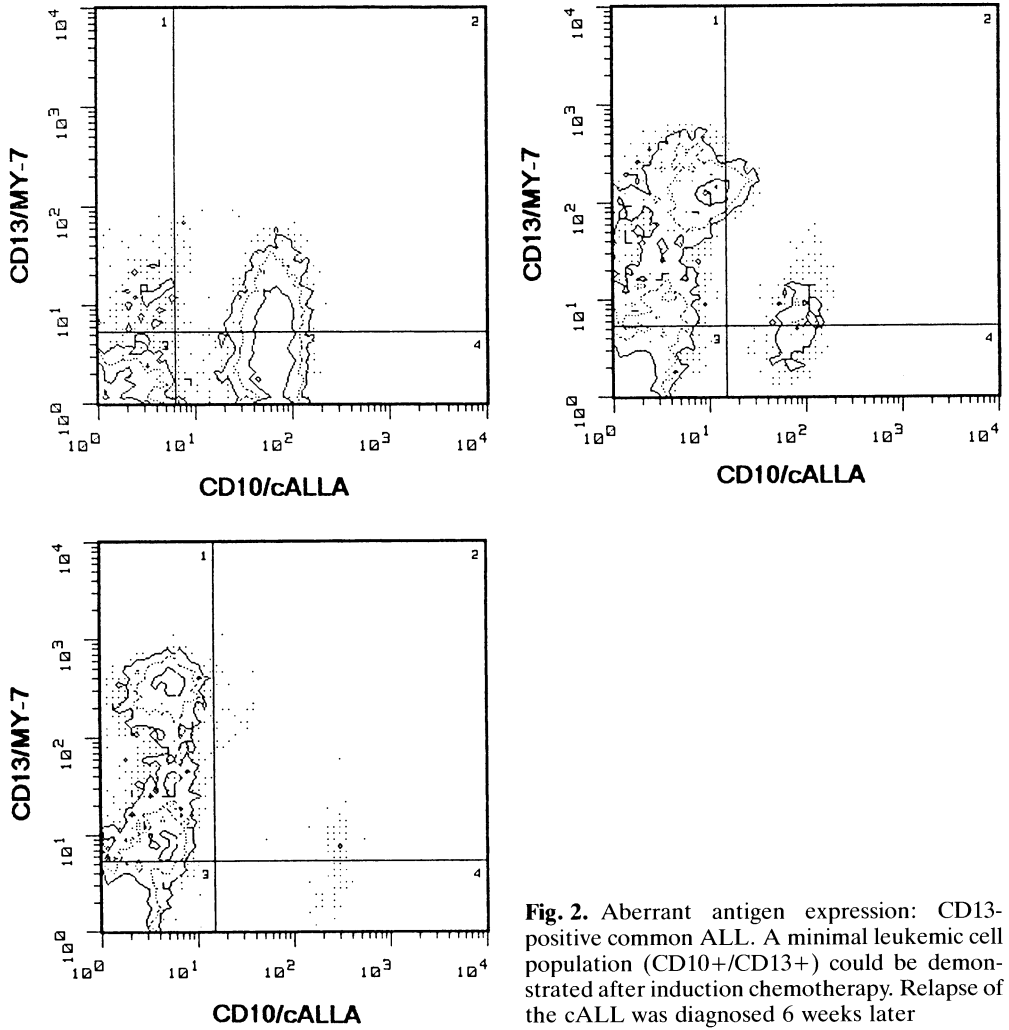 10⁴
10³
10²
10¹
10⁰
1
2
3
4
CD13/MY-7
10⁰ 10¹ 10² 10³ 10⁴
CD10/cALLA
10⁴
10³
10²
10¹
10⁰
1
2
3
4
CD13/MY-7
10⁰ 10¹ 10² 10³ 10⁴
CD10/cALLA
10⁴
10³
10²
10¹
10⁰
1
2
3
4
CD13/MY-7
10⁰ 10¹ 10² 10³ 10⁴
CD10/cALLA
Fig. 2. Aberrant antigen expression: CD13-
positive common ALL. A minimal leukemic cell
population (CD10+/CD13+) could be demon-
strated after induction chemotherapy. Relapse of
the cALL was diagnosed 6 weeks later